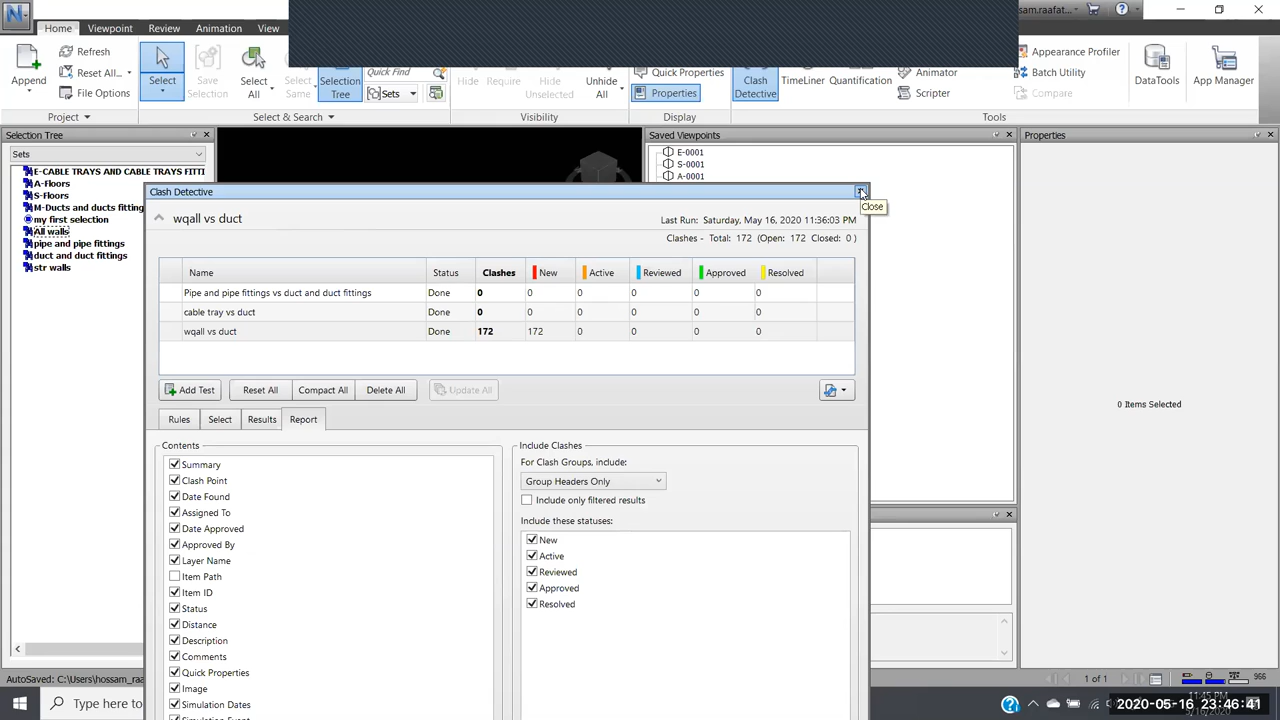 N
sam.raafat...
Home Viewpoint Review Animation View
Append
Refresh
Reset All...
File Options
Project
Select
Save Selection
Select All
Select Same
Selection Tree
Quick Find
Sets
Select & Search
Hide
Require
Hide Unselected
Unhide All
Visibility
Quick Properties
Properties
Display
Clash Detective
TimeLiner
Quantification
Animator
Scripter
Appearance Profiler
Batch Utility
Compare
Tools
DataTools
App Manager
Selection Tree
Sets
E-CABLE TRAYS AND CABLE TRAYS FITTI
A-Floors
S-Floors
M-Ducts and ducts fitting
my first selection
All walls
pipe and pipe fittings
duct and duct fittings
str walls
Saved Viewpoints
E-0001
S-0001
A-0001
Properties
0 Items Selected
Clash Detective
Close
wqall vs duct
Last Run: Saturday, May 16, 2020 11:36:03 PM
Clashes - Total: 172 (Open: 172 Closed: 0 )
Name Status Clashes New Active Reviewed Approved Resolved
Pipe and pipe fittings vs duct and duct fittings Done 0 0 0 0 0 0
cable tray vs duct Done 0 0 0 0 0 0
wqall vs duct Done 172 172 0 0 0 0
Add Test Reset All Compact All Delete All Update All
Rules Select Results Report
Contents
Summary
Clash Point
Date Found
Assigned To
Date Approved
Approved By
Layer Name
Item Path
Item ID
Status
Distance
Description
Comments
Quick Properties
Image
Simulation Dates
Simulation Event
Include Clashes
For Clash Groups, include:
Group Headers Only
Include only filtered results
Include these statuses:
New
Active
Reviewed
Approved
Resolved
AutoSaved: C:\Users\hossam_raa
1 of 1
966
Type here to
2020-05-16 23:46:41